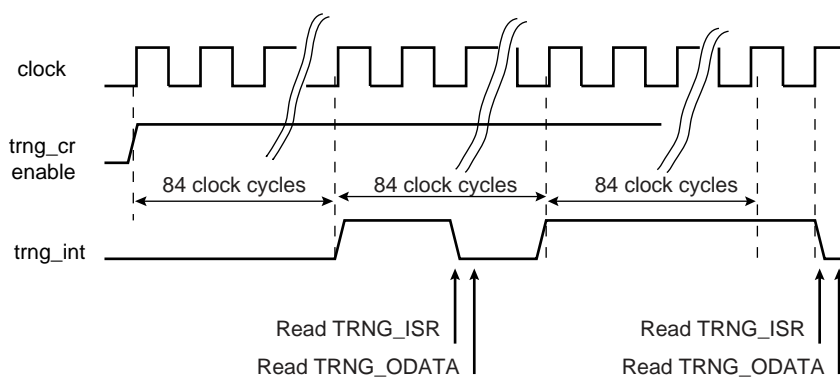 clock
trng_cr
enable
84 clock cycles
84 clock cycles
84 clock cycles
trng_int
Read TRNG_ISR
Read TRNG_ISR
Read TRNG_ODATA
Read TRNG_ODATA